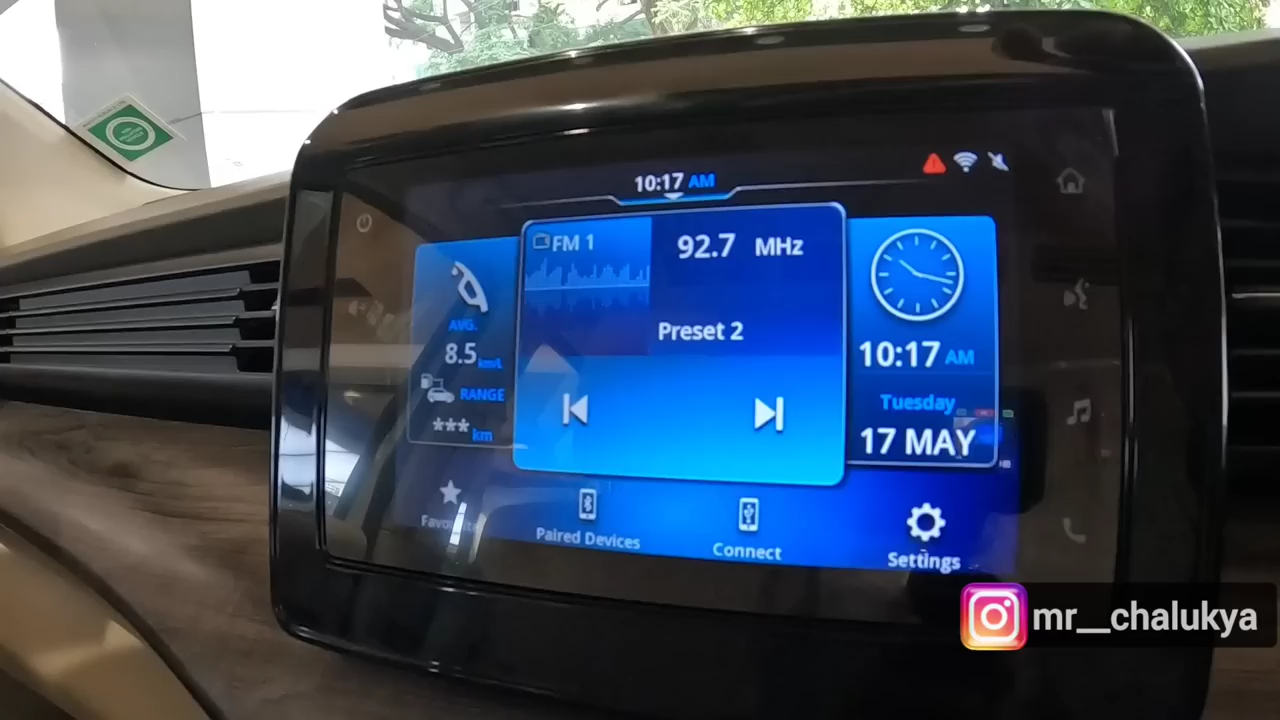 10:17 AM
FM 1
92.7 MHz
Preset 2
AVG.
8.5 km/L
RANGE
*** km
10:17 AM
Tuesday
17 MAY
Paired Devices
Connect
Settings
mr__chalukya